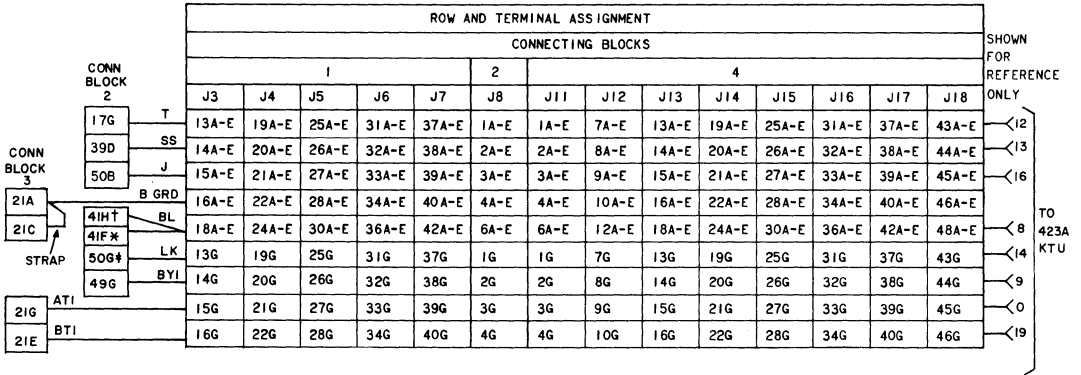 ROW AND TERMINAL ASSIGNMENT
CONNECTING BLOCKS
SHOWN FOR REFERENCE ONLY
1 2 4
CONN BLOCK 2
J3 J4 J5 J6 J7 J8 J11 J12 J13 J14 J15 J16 J17 J18
17G T 13A-E 19A-E 25A-E 31A-E 37A-E 1A-E 1A-E 7A-E 13A-E 19A-E 25A-E 31A-E 37A-E 43A-E 12
39D SS 14A-E 20A-E 26A-E 32A-E 38A-E 2A-E 2A-E 8A-E 14A-E 20A-E 26A-E 32A-E 38A-E 44A-E 13
50B J 15A-E 21A-E 27A-E 33A-E 39A-E 3A-E 3A-E 9A-E 15A-E 21A-E 27A-E 33A-E 39A-E 45A-E 16
CONN BLOCK 3
21A B GRD 16A-E 22A-E 28A-E 34A-E 40A-E 4A-E 4A-E 10A-E 16A-E 22A-E 28A-E 34A-E 40A-E 46A-E
41H† BL
21C 41F* 18A-E 24A-E 30A-E 36A-E 42A-E 6A-E 6A-E 12A-E 18A-E 24A-E 30A-E 36A-E 42A-E 48A-E 8
STRAP 50G‡ LK 13G 19G 25G 31G 37G 1G 1G 7G 13G 19G 25G 31G 37G 43G 14
49G BY1 14G 20G 26G 32G 38G 2G 2G 8G 14G 20G 26G 32G 38G 44G 9
21G AT1 15G 21G 27G 33G 39G 3G 3G 9G 15G 21G 27G 33G 39G 45G 0
21E BT1 16G 22G 28G 34G 40G 4G 4G 10G 16G 22G 28G 34G 40G 46G 19
TO 423A KTU